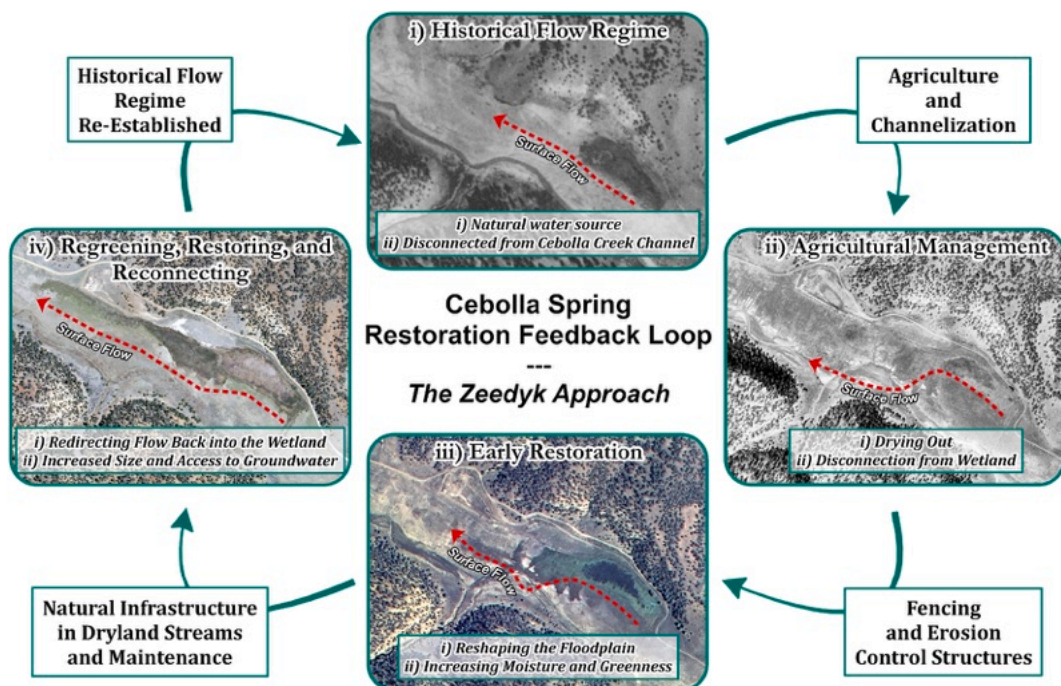 i) Historical Flow Regime
Surface Flow
i) Natural water source
ii) Disconnected from Cebolla Creek Channel
Agriculture
and
Channelization
ii) Agricultural Management
Surface Flow
i) Drying Out
ii) Disconnection from Wetland
Fencing
and Erosion
Control Structures
iii) Early Restoration
Surface Flow
i) Reshaping the Floodplain
ii) Increasing Moisture and Greenness
Natural Infrastructure
in Dryland Streams
and Maintenance
iv) Regreening, Restoring, and
Reconnecting
Surface Flow
i) Redirecting Flow Back into the Wetland
ii) Increased Size and Access to Groundwater
Historical Flow
Regime
Re-Established
Cebolla Spring
Restoration Feedback Loop
---
The Zeedyk Approach